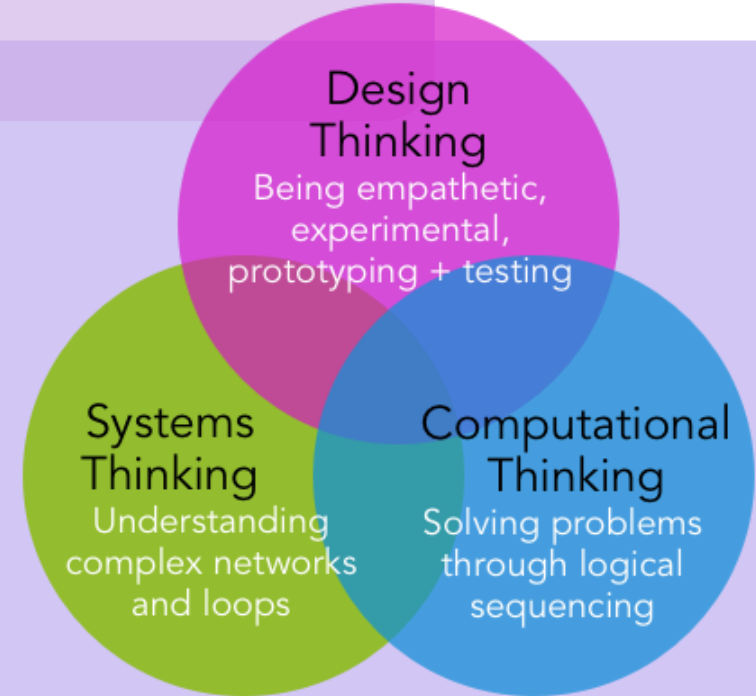 Design
Thinking
Being empathetic,
experimental,
prototyping + testing
Systems
Thinking
Understanding
complex networks
and loops
Computational
Thinking
Solving problems
through logical
sequencing